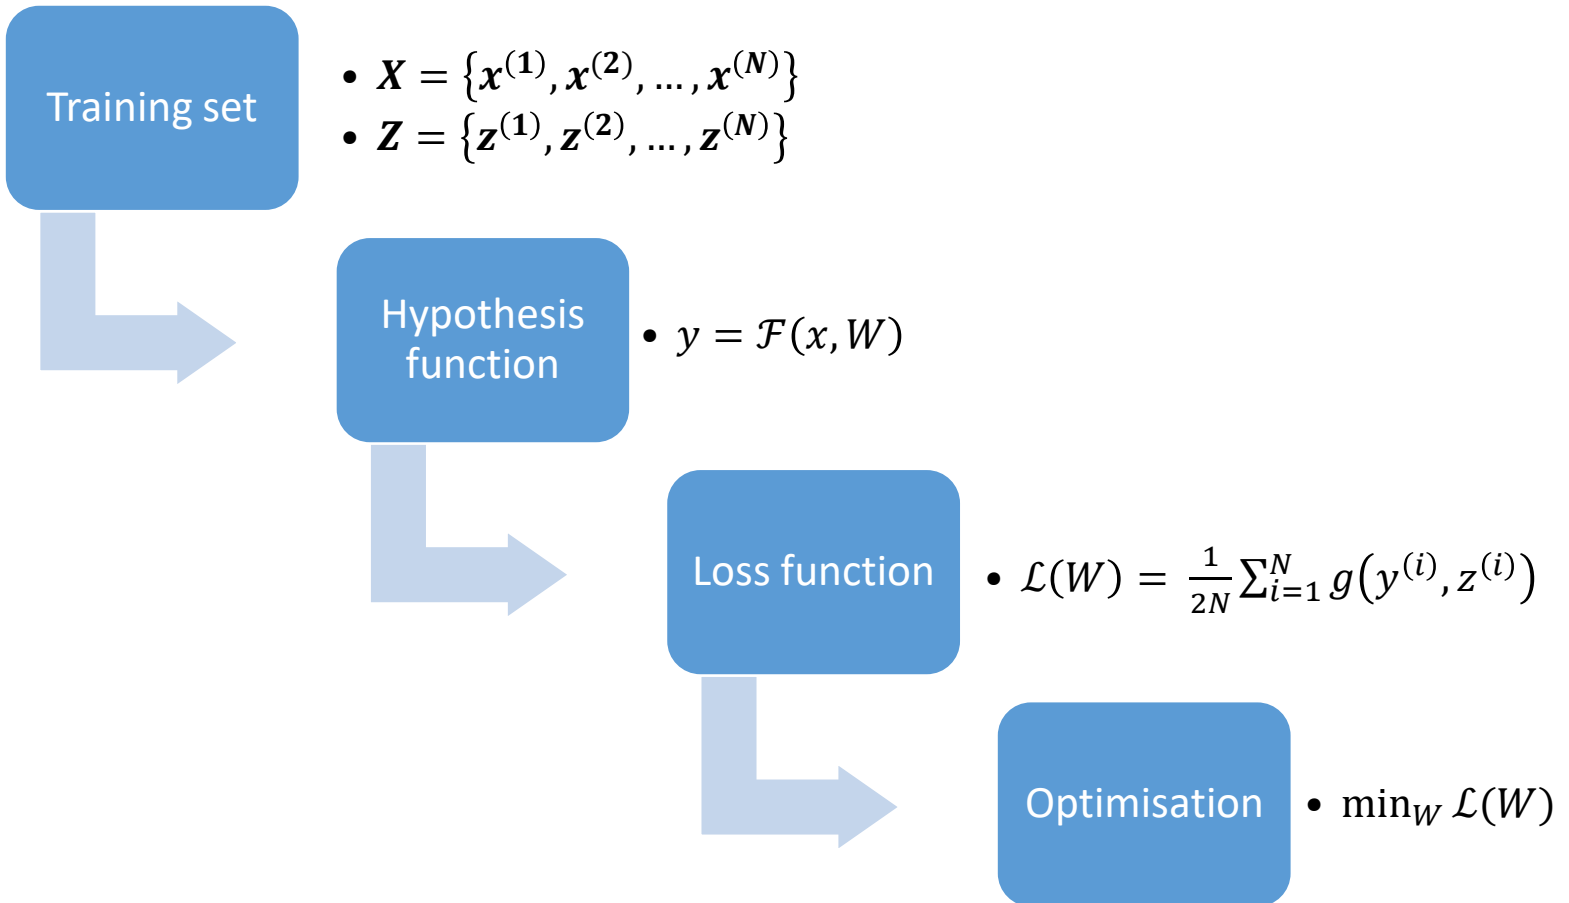 Training set
• X = {x^(1), x^(2), …, x^(N)}
• Z = {z^(1), z^(2), …, z^(N)}
Hypothesis
function
• y = ℱ(x, W)
Loss function
• ℒ(W) = 1/2N ∑_{i=1}^{N} g(y^(i), z^(i))
Optimisation
• min_W ℒ(W)